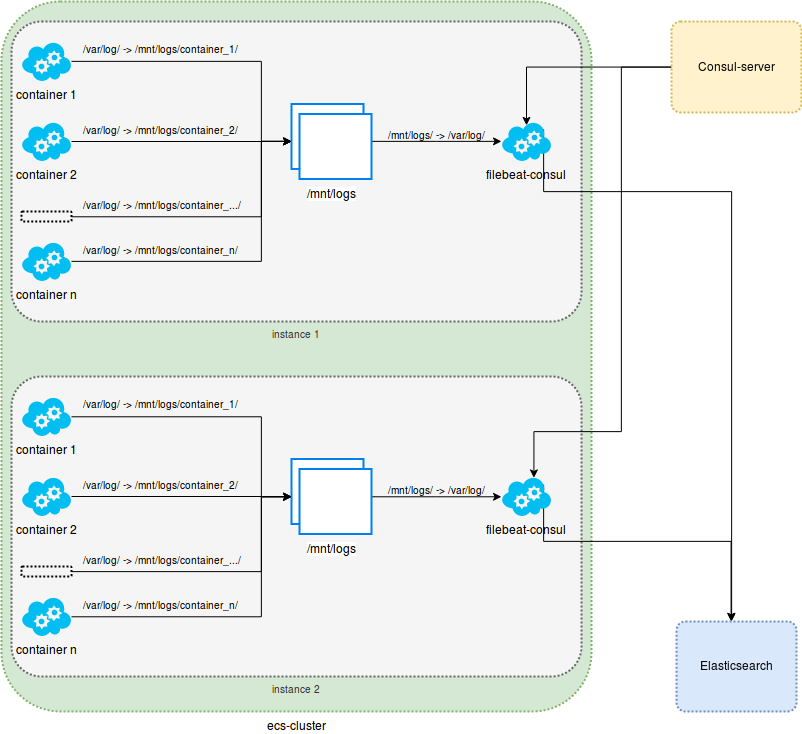 /var/log/ -> /mnt/logs/container_1/
container 1
/var/log/ -> /mnt/logs/container_2/
container 2
/var/log/ -> /mnt/logs/container_.../
/var/log/ -> /mnt/logs/container_n/
container n
/mnt/logs
/mnt/logs/ -> /var/log/
filebeat-consul
Consul-server
instance 1
/var/log/ -> /mnt/logs/container_1/
container 1
/var/log/ -> /mnt/logs/container_2/
container 2
/var/log/ -> /mnt/logs/container_.../
/var/log/ -> /mnt/logs/container_n/
container n
/mnt/logs
/mnt/logs/ -> /var/log/
filebeat-consul
Elasticsearch
instance 2
ecs-cluster